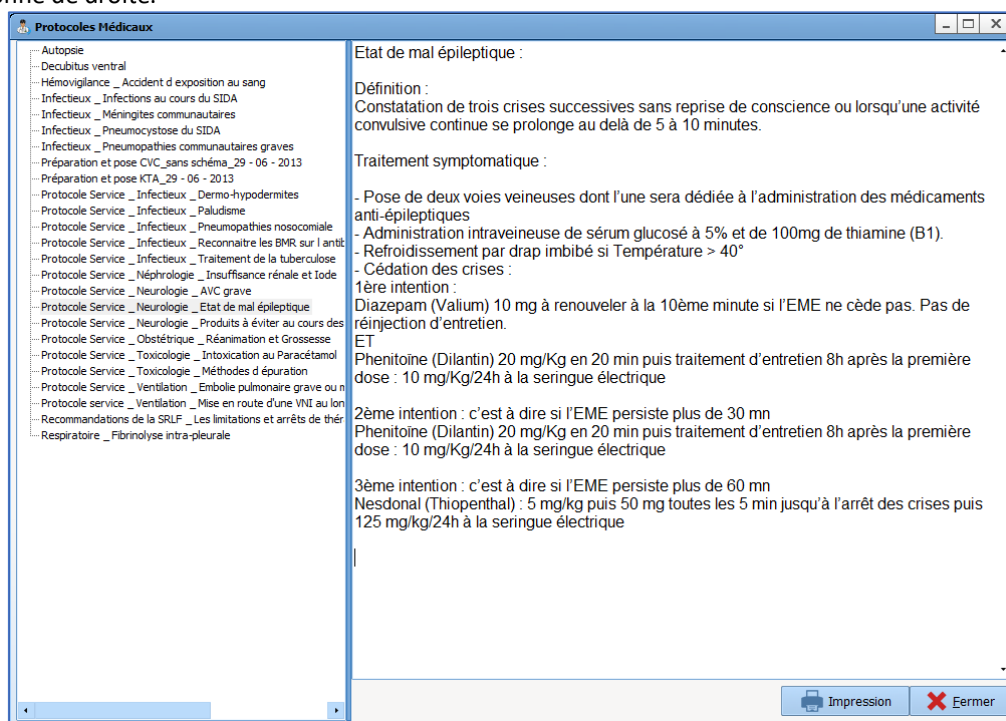 onne de droite.
Protocoles Médicaux
Autopsie
Decubitus ventral
Hémovigilance _ Accident d exposition au sang
Infectieux _ Infections au cours du SIDA
Infectieux _ Méningites communautaires
Infectieux _ Pneumocystose du SIDA
Infectieux _ Pneumopathies communautaires graves
Préparation et pose CVC_sans schéma_29 - 06 - 2013
Préparation et pose KTA_29 - 06 - 2013
Protocole Service _ Infectieux _ Dermo-hypodermites
Protocole Service _ Infectieux _ Paludisme
Protocole Service _ Infectieux _ Pneumopathies nosocomiale
Protocole Service _ Infectieux _ Reconnaitre les BMR sur l antib
Protocole Service _ Infectieux _ Traitement de la tuberculose
Protocole Service _ Néphrologie _ Insuffisance rénale et Iode
Protocole Service _ Neurologie _ AVC grave
Protocole Service _ Neurologie _ Etat de mal épileptique
Protocole Service _ Neurologie _ Produits à éviter au cours des
Protocole Service _ Obstétrique _ Réanimation et Grossesse
Protocole Service _ Toxicologie _ Intoxication au Paracétamol
Protocole Service _ Toxicologie _ Méthodes d épuration
Protocole Service _ Ventilation _ Embolie pulmonaire grave ou m
Protocole service _ Ventilation _ Mise en route d'une VNI au lon
Recommandations de la SRLF _ Les limitations et arrêts de thér
Respiratoire _ Fibrinolyse intra-pleurale
Etat de mal épileptique :
Définition :
Constatation de trois crises successives sans reprise de conscience ou lorsqu'une activité
convulsive continue se prolonge au delà de 5 à 10 minutes.
Traitement symptomatique :
- Pose de deux voies veineuses dont l'une sera dédiée à l'administration des médicaments
anti-épileptiques
- Administration intraveineuse de sérum glucosé à 5% et de 100mg de thiamine (B1).
- Refroidissement par drap imbibé si Température > 40°
- Cédation des crises :
1ère intention :
Diazepam (Valium) 10 mg à renouveler à la 10ème minute si l'EME ne cède pas. Pas de
réinjection d'entretien.
ET
Phenitoïne (Dilantin) 20 mg/Kg en 20 min puis traitement d'entretien 8h après la première
dose : 10 mg/Kg/24h à la seringue électrique
2ème intention : c'est à dire si l'EME persiste plus de 30 mn
Phenitoïne (Dilantin) 20 mg/Kg en 20 min puis traitement d'entretien 8h après la première
dose : 10 mg/Kg/24h à la seringue électrique
3ème intention : c'est à dire si l'EME persiste plus de 60 mn
Nesdonal (Thiopenthal) : 5 mg/kg puis 50 mg toutes les 5 min jusqu'à l'arrêt des crises puis
125 mg/kg/24h à la seringue électrique
Impression
Fermer